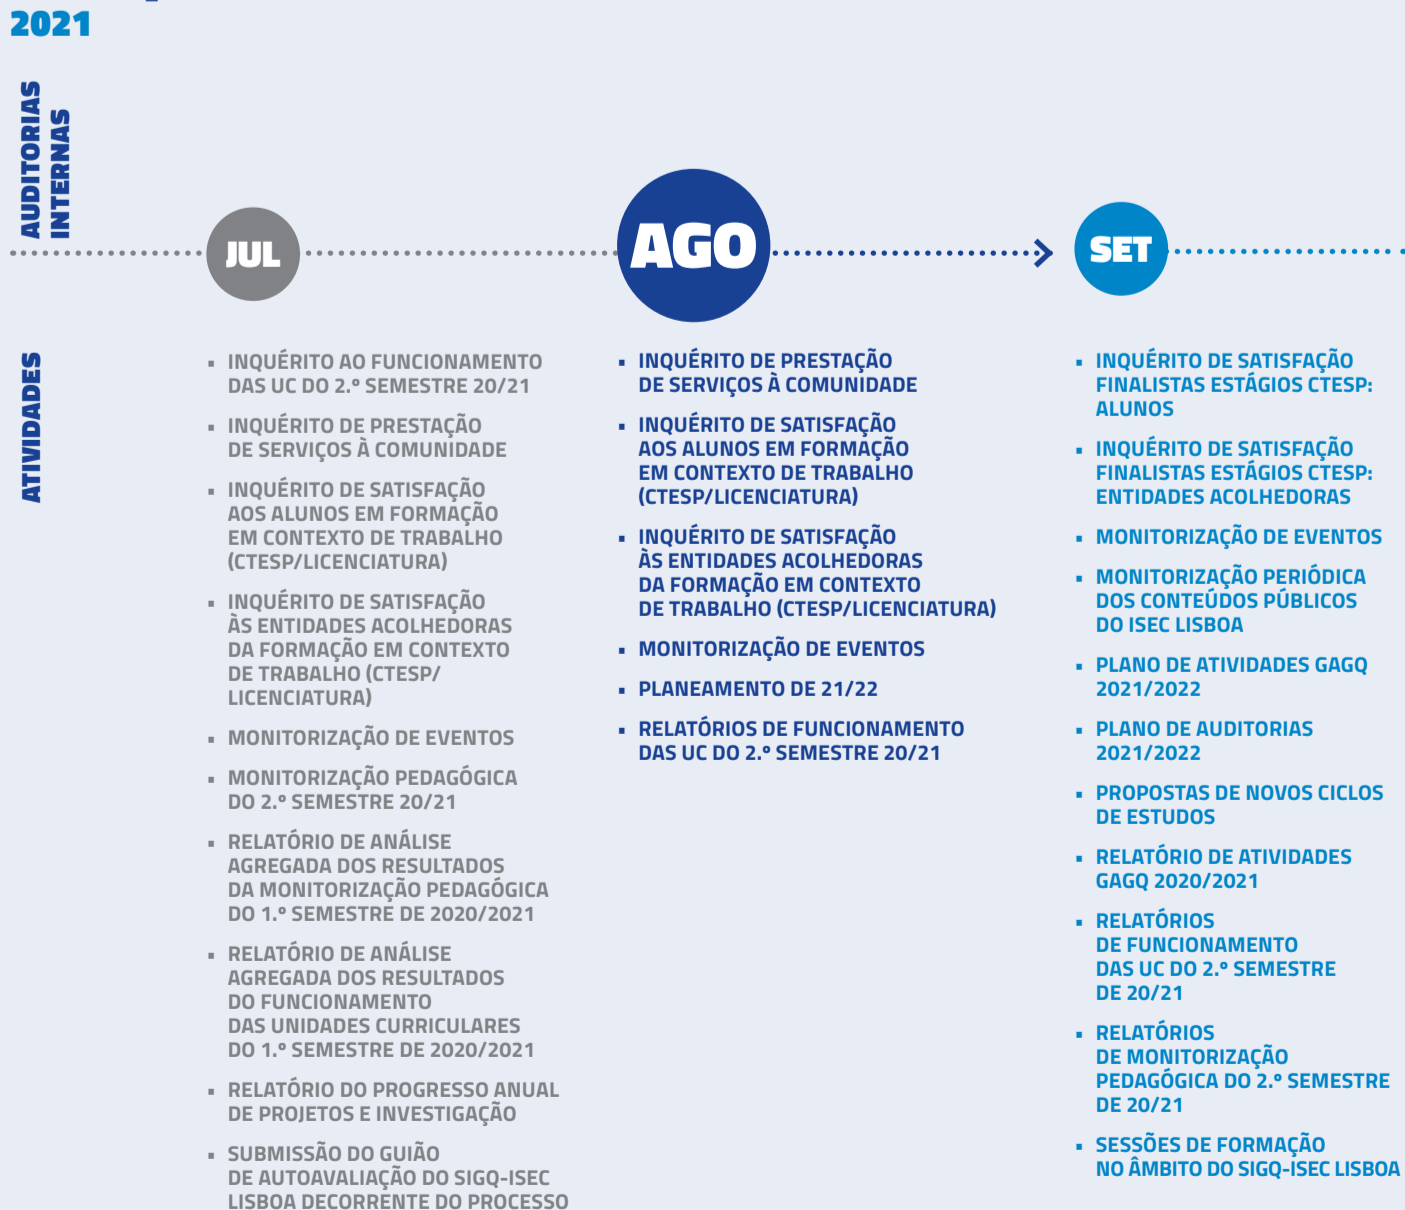 2021
AUDITORIAS
INTERNAS
JUL
AGO
SET
ATIVIDADES
▪ INQUÉRITO AO FUNCIONAMENTO
DAS UC DO 2.º SEMESTRE 20/21
▪ INQUÉRITO DE PRESTAÇÃO
DE SERVIÇOS À COMUNIDADE
▪ INQUÉRITO DE SATISFAÇÃO
AOS ALUNOS EM FORMAÇÃO
EM CONTEXTO DE TRABALHO
(CTESP/LICENCIATURA)
▪ INQUÉRITO DE SATISFAÇÃO
ÀS ENTIDADES ACOLHEDORAS
DA FORMAÇÃO EM CONTEXTO
DE TRABALHO (CTESP/
LICENCIATURA)
▪ MONITORIZAÇÃO DE EVENTOS
▪ MONITORIZAÇÃO PEDAGÓGICA
DO 2.º SEMESTRE 20/21
▪ RELATÓRIO DE ANÁLISE
AGREGADA DOS RESULTADOS
DA MONITORIZAÇÃO PEDAGÓGICA
DO 1.º SEMESTRE DE 2020/2021
▪ RELATÓRIO DE ANÁLISE
AGREGADA DOS RESULTADOS
DO FUNCIONAMENTO
DAS UNIDADES CURRICULARES
DO 1.º SEMESTRE DE 2020/2021
▪ RELATÓRIO DO PROGRESSO ANUAL
DE PROJETOS E INVESTIGAÇÃO
▪ SUBMISSÃO DO GUIÃO
DE AUTOAVALIAÇÃO DO SIGQ-ISEC
LISBOA DECORRENTE DO PROCESSO
▪ INQUÉRITO DE PRESTAÇÃO
DE SERVIÇOS À COMUNIDADE
▪ INQUÉRITO DE SATISFAÇÃO
AOS ALUNOS EM FORMAÇÃO
EM CONTEXTO DE TRABALHO
(CTESP/LICENCIATURA)
▪ INQUÉRITO DE SATISFAÇÃO
ÀS ENTIDADES ACOLHEDORAS
DA FORMAÇÃO EM CONTEXTO
DE TRABALHO (CTESP/LICENCIATURA)
▪ MONITORIZAÇÃO DE EVENTOS
▪ PLANEAMENTO DE 21/22
▪ RELATÓRIOS DE FUNCIONAMENTO
DAS UC DO 2.º SEMESTRE 20/21
▪ INQUÉRITO DE SATISFAÇÃO
FINALISTAS ESTÁGIOS CTESP:
ALUNOS
▪ INQUÉRITO DE SATISFAÇÃO
FINALISTAS ESTÁGIOS CTESP:
ENTIDADES ACOLHEDORAS
▪ MONITORIZAÇÃO DE EVENTOS
▪ MONITORIZAÇÃO PERIÓDICA
DOS CONTEÚDOS PÚBLICOS
DO ISEC LISBOA
▪ PLANO DE ATIVIDADES GAGQ
2021/2022
▪ PLANO DE AUDITORIAS
2021/2022
▪ PROPOSTAS DE NOVOS CICLOS
DE ESTUDOS
▪ RELATÓRIO DE ATIVIDADES
GAGQ 2020/2021
▪ RELATÓRIOS
DE FUNCIONAMENTO
DAS UC DO 2.º SEMESTRE
DE 20/21
▪ RELATÓRIOS
DE MONITORIZAÇÃO
PEDAGÓGICA DO 2.º SEMESTRE
DE 20/21
▪ SESSÕES DE FORMAÇÃO
NO ÂMBITO DO SIGQ-ISEC LISBOA